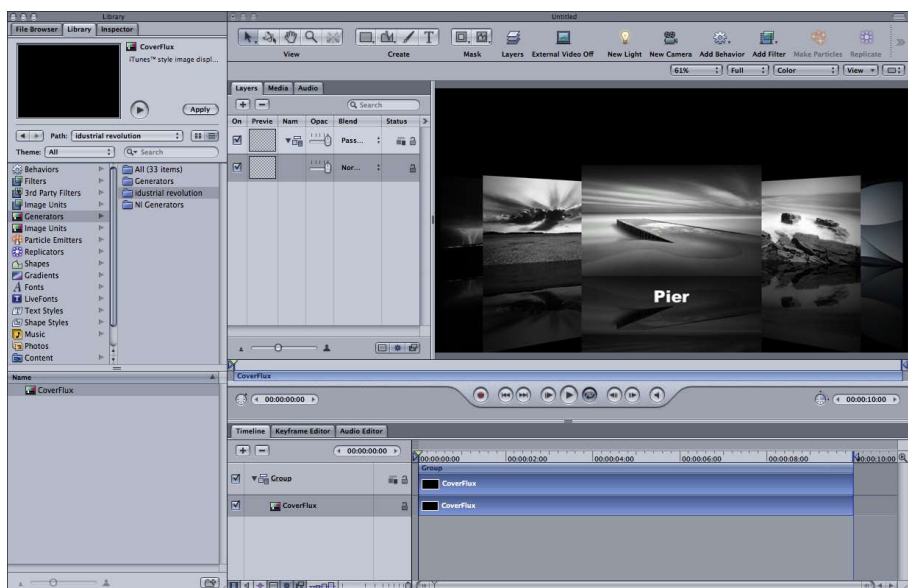 Library
Untitled
File Browser Library Inspector
CoverFlux
iTunes™ style image displ...
Apply
Path: idustrial revolution
Theme: All
Search
Behaviors
Filters
3rd Party Filters
Image Units
Generators
Image Units
Particle Emitters
Replicators
Shapes
Gradients
Fonts
LiveFonts
Text Styles
Shape Styles
Music
Photos
Content
All (33 items)
Generators
idustrial revolution
NI Generators
Name
CoverFlux
View
Create
Mask
Layers
External Video Off
New Light
New Camera
Add Behavior
Add Filter
Make Particles
Replicate
61%
Full
Color
View
Layers Media Audio
Search
On Previe Nam Opac Blend Status
Pass...
Nor...
Pier
CoverFlux
00:00:00:00
00:00:10:00
Timeline Keyframe Editor Audio Editor
00:00:00:00
00:00:00:00 00:00:02:00 00:00:04:00 00:00:06:00 00:00:08:00 00:00:10:00
Group
Group
CoverFlux
CoverFlux
CoverFlux